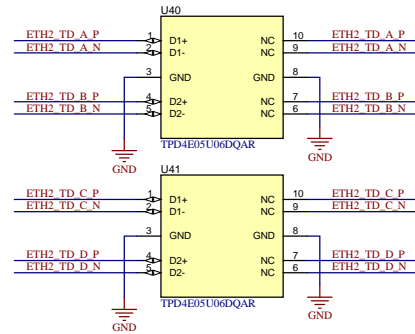 U40
ETH2_TD_A_P 1 D1+ NC 10 ETH2_TD_A_P
ETH2_TD_A_N 2 D1- NC 9 ETH2_TD_A_N
3 GND GND 8
ETH2_TD_B_P 4 D2+ NC 7 ETH2_TD_B_P
ETH2_TD_B_N 5 D2- NC 6 ETH2_TD_B_N
TPD4E05U06DQAR
GND GND
U41
ETH2_TD_C_P 1 D1+ NC 10 ETH2_TD_C_P
ETH2_TD_C_N 2 D1- NC 9 ETH2_TD_C_N
3 GND GND 8
ETH2_TD_D_P 4 D2+ NC 7 ETH2_TD_D_P
ETH2_TD_D_N 5 D2- NC 6 ETH2_TD_D_N
TPD4E05U06DQAR
GND GND